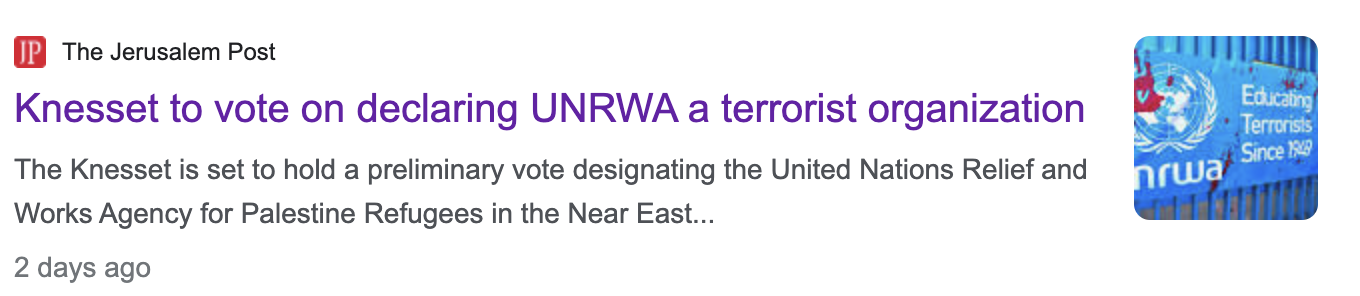 JP The Jerusalem Post
Knesset to vote on declaring UNRWA a terrorist organization
The Knesset is set to hold a preliminary vote designating the United Nations Relief and
Works Agency for Palestine Refugees in the Near East...
2 days ago
Educating
Terrorists
Since 1949
nrwa